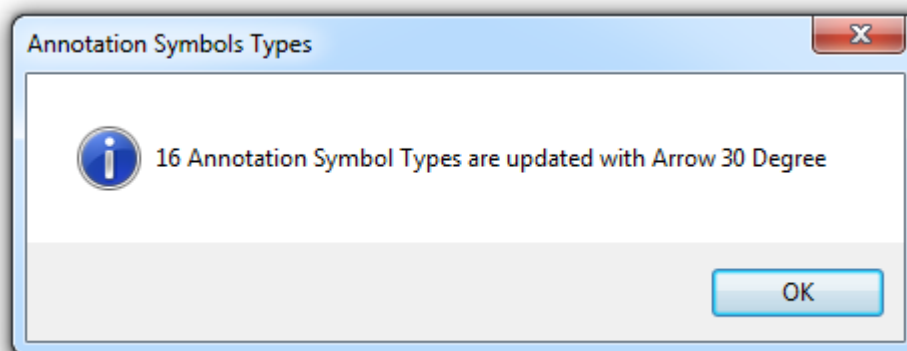 Annotation Symbols Types
16 Annotation Symbol Types are updated with Arrow 30 Degree
OK